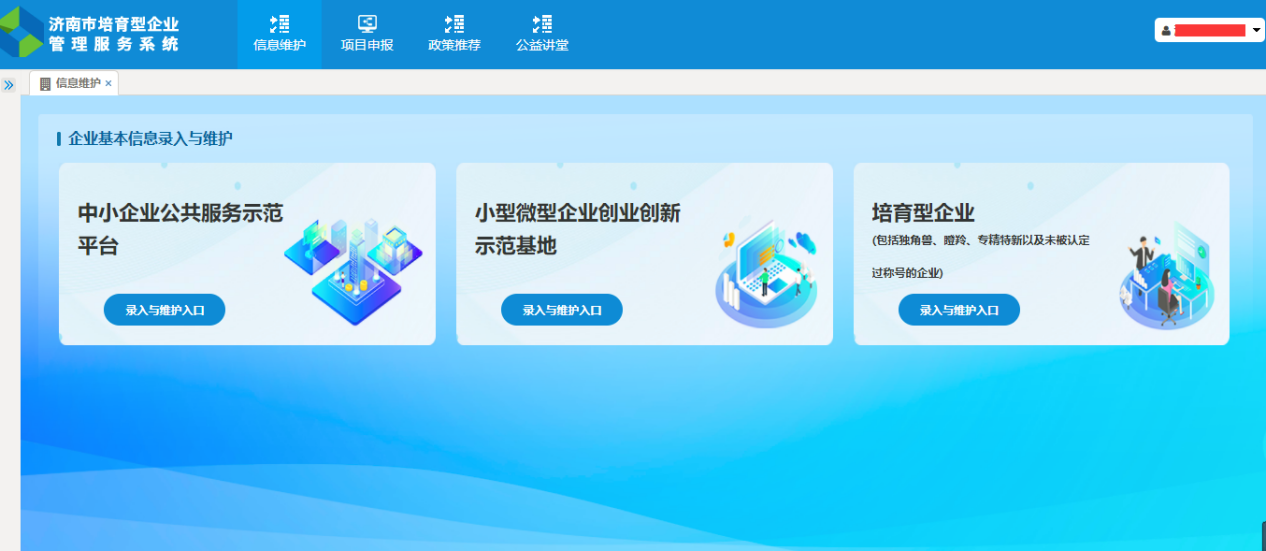 济南市培育型企业
管理服务系统
信息维护
项目申报
政策推荐
公益讲堂
信息维护 ×
企业基本信息录入与维护
中小企业公共服务示范
平台
录入与维护入口
小型微型企业创业创新
示范基地
录入与维护入口
培育型企业
(包括独角兽、瞪羚、专精特新以及未被认定
过称号的企业)
录入与维护入口